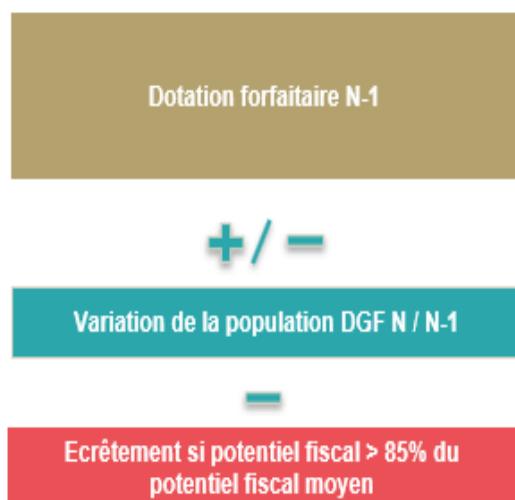 Dotation forfaitaire N-1
+ / −
Variation de la population DGF N / N-1
−
Ecrêtement si potentiel fiscal > 85% du
potentiel fiscal moyen